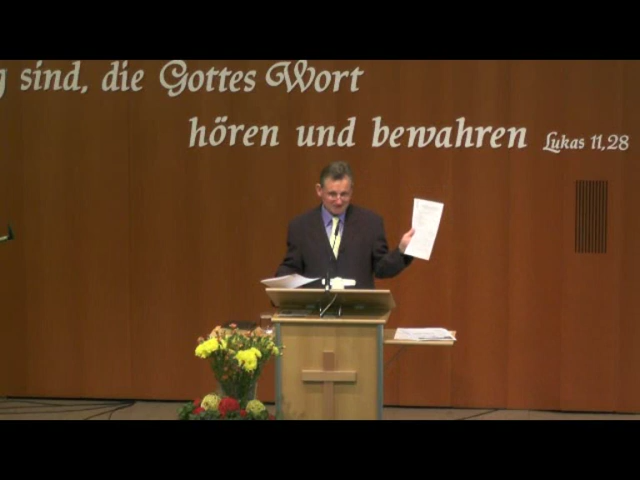 sind, die Gottes Wort
hören und bewahren Lukas 11,28